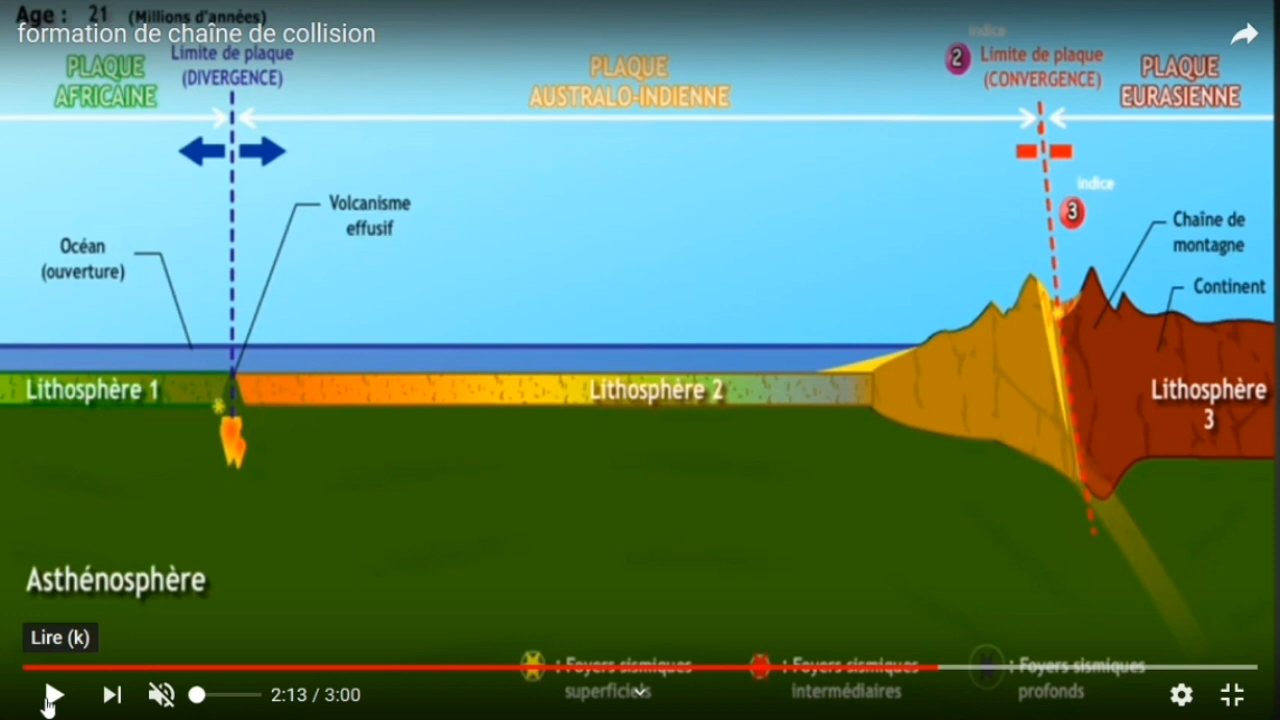 Age : 21 (Millions d'années)
formation de chaîne de collision
PLAQUE
AFRICAINE
Limite de plaque
(DIVERGENCE)
PLAQUE
AUSTRALO-INDIENNE
indice
2
Limite de plaque
(CONVERGENCE)
PLAQUE
EURASIENNE
indice
3
Volcanisme
effusif
Océan
(ouverture)
Chaîne de
montagne
Continent
Lithosphère 1
Lithosphère 2
Lithosphère
3
Asthénosphère
Lire (k)
: Foyers sismiques
superficiels
: Foyers sismiques
intermédiaires
: Foyers sismiques
profonds
2:13 / 3:00